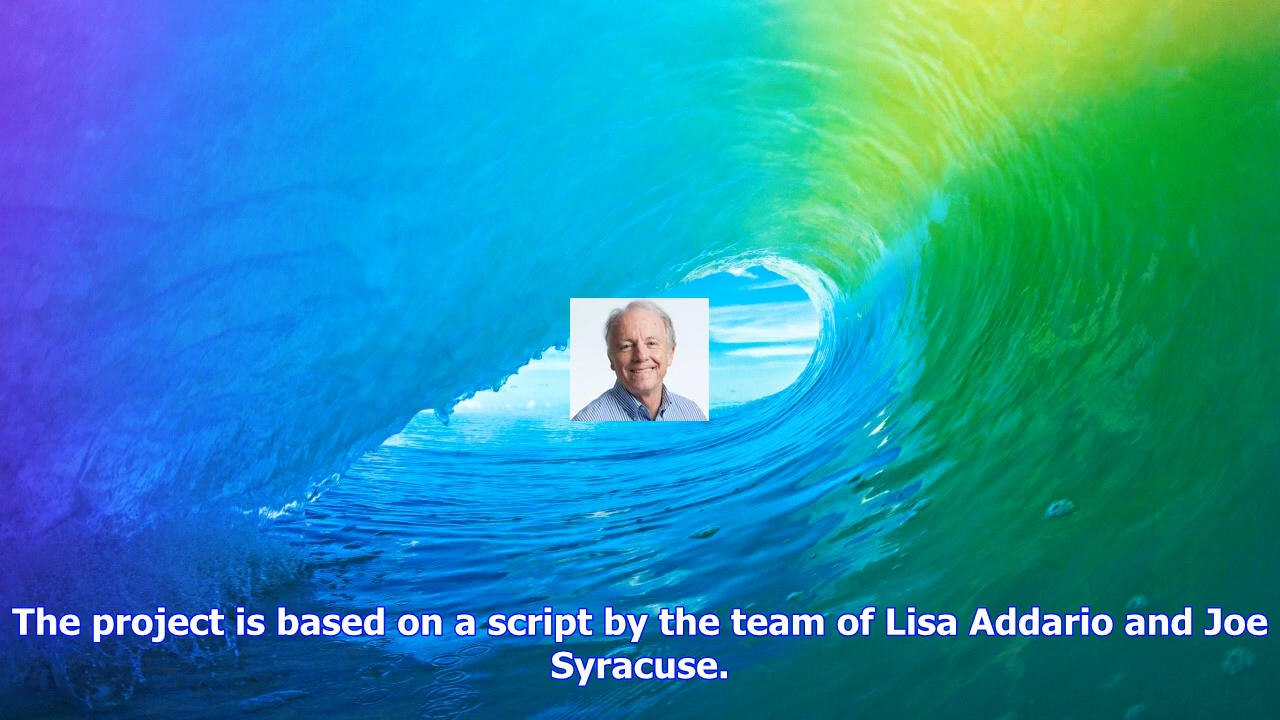 The project is based on a script by the team of Lisa Addario and Joe
Syracuse.